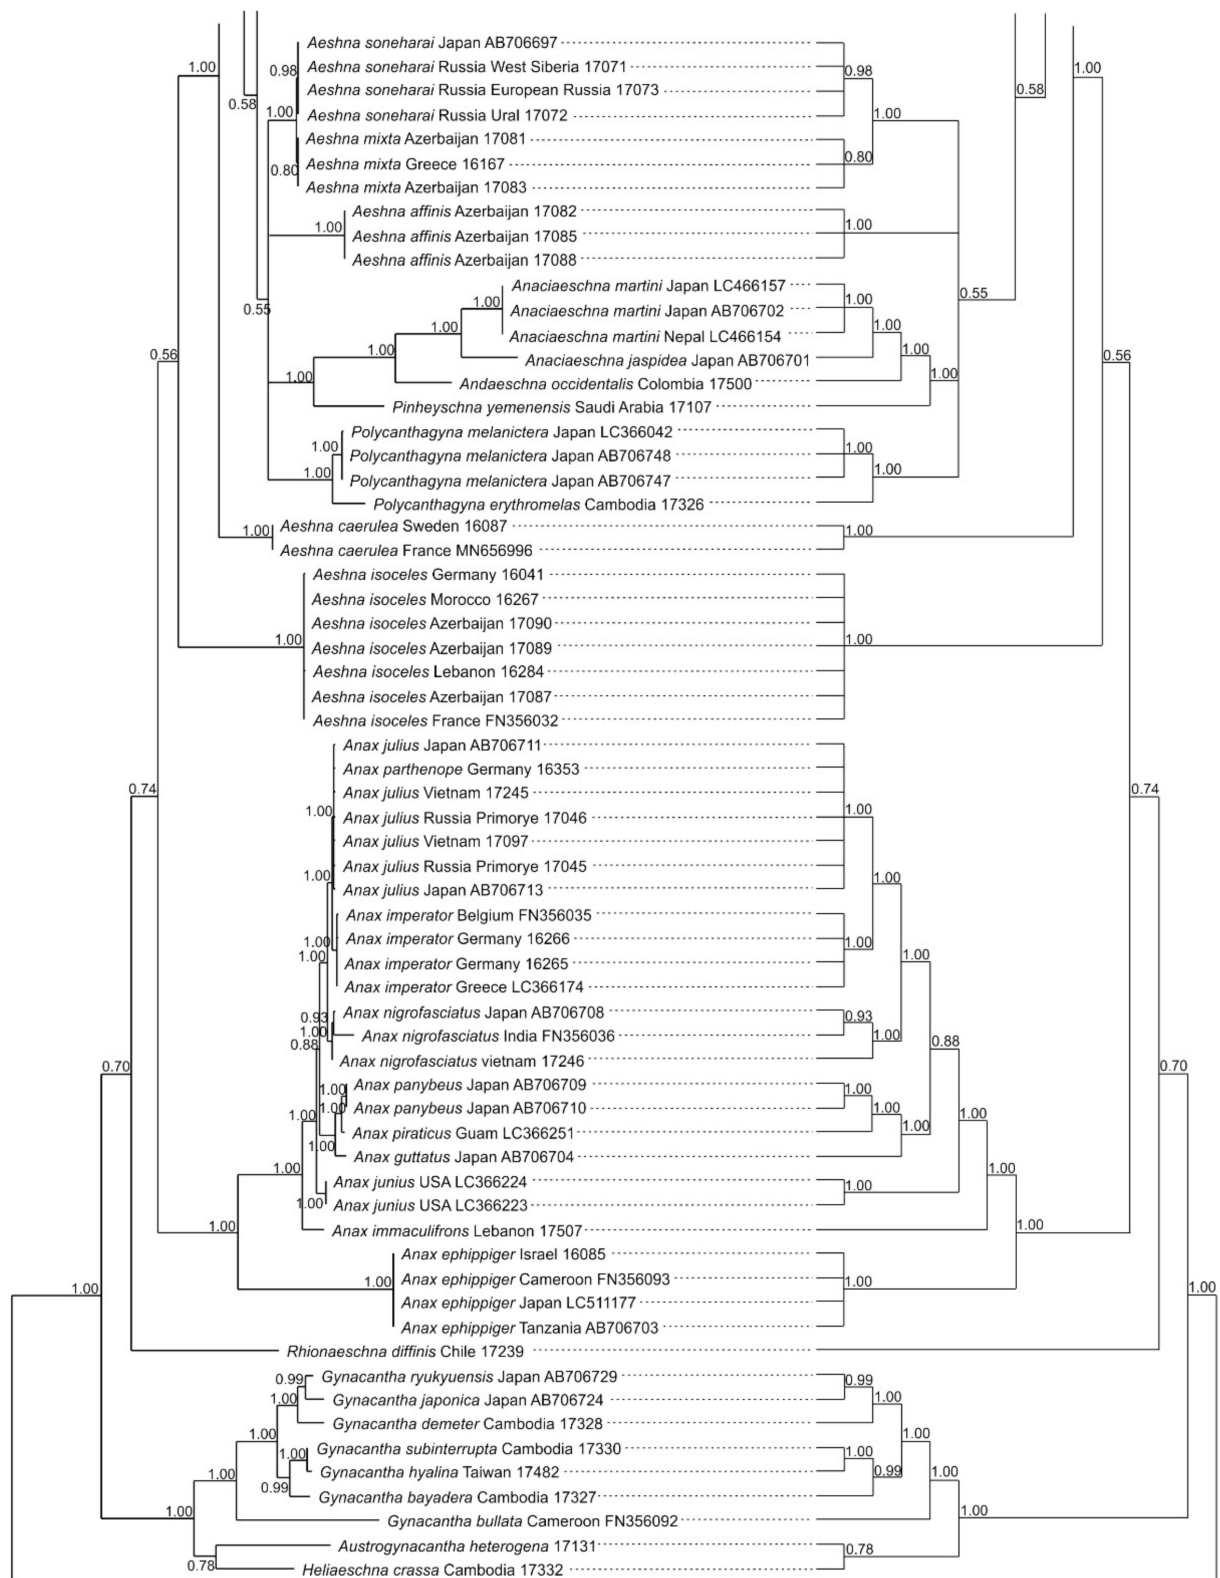 Aeshna soneharai Japan AB706697
1.00
0.98
Aeshna soneharai Russia West Siberia 17071
0.98
1.00
0.58
Aeshna soneharai Russia European Russia 17073
0.58
1.00
Aeshna soneharai Russia Ural 17072
1.00
Aeshna mixta Azerbaijan 17081
0.80
Aeshna mixta Greece 16167
0.80
Aeshna mixta Azerbaijan 17083
Aeshna affinis Azerbaijan 17082
1.00
Aeshna affinis Azerbaijan 17085
1.00
Aeshna affinis Azerbaijan 17088
Anaciaeschna martini Japan LC466157
0.55
1.00
Anaciaeschna martini Japan AB706702
1.00
0.55
1.00
Anaciaeschna martini Nepal LC466154
1.00
0.56
1.00
Anaciaeschna jaspidea Japan AB706701
1.00
0.56
1.00
Andaeschna occidentalis Colombia 17500
1.00
Pinheyschna yemenensis Saudi Arabia 17107
Polycanthagyna melanictera Japan LC366042
1.00
Polycanthagyna melanictera Japan AB706748
1.00
1.00
Polycanthagyna melanictera Japan AB706747
1.00
Polycanthagyna erythromelas Cambodia 17326
1.00
Aeshna caerulea Sweden 16087
1.00
Aeshna caerulea France MN656996
Aeshna isoceles Germany 16041
Aeshna isoceles Morocco 16267
Aeshna isoceles Azerbaijan 17090
1.00
Aeshna isoceles Azerbaijan 17089
1.00
Aeshna isoceles Lebanon 16284
Aeshna isoceles Azerbaijan 17087
Aeshna isoceles France FN356032
Anax julius Japan AB706711
Anax parthenope Germany 16353
0.74
Anax julius Vietnam 17245
0.74
1.00
Anax julius Russia Primorye 17046
1.00
Anax julius Vietnam 17097
1.00
Anax julius Russia Primorye 17045
1.00
Anax julius Japan AB706713
Anax imperator Belgium FN356035
1.00
Anax imperator Germany 16266
1.00
1.00
Anax imperator Germany 16265
1.00
Anax imperator Greece LC366174
0.93
Anax nigrofasciatus Japan AB706708
0.93
1.00
Anax nigrofasciatus India FN356036
1.00
0.88
0.88
0.70
Anax nigrofasciatus vietnam 17246
0.70
1.00
Anax panybeus Japan AB706709
1.00
1.00
1.00
Anax panybeus Japan AB706710
1.00
1.00
Anax piraticus Guam LC366251
1.00
1.00
Anax guttatus Japan AB706704
1.00
Anax junius USA LC366224
1.00
1.00
1.00
Anax junius USA LC366223
1.00
Anax immaculifrons Lebanon 17507
1.00
Anax ephippiger Israel 16085
1.00
1.00
Anax ephippiger Cameroon FN356093
1.00
1.00
Anax ephippiger Japan LC511177
Anax ephippiger Tanzania AB706703
Rhionaeschna diffinis Chile 17239
0.99
Gynacantha ryukyuensis Japan AB706729
0.99
1.00
Gynacantha japonica Japan AB706724
1.00
Gynacantha demeter Cambodia 17328
1.00
1.00
1.00
Gynacantha subinterrupta Cambodia 17330
1.00
1.00
Gynacantha hyalina Taiwan 17482
0.99
1.00
0.99
Gynacantha bayadera Cambodia 17327
1.00
Gynacantha bullata Cameroon FN356092
1.00
Austrogynacantha heterogena 17131
0.78
0.78
Heliaeschna crassa Cambodia 17332